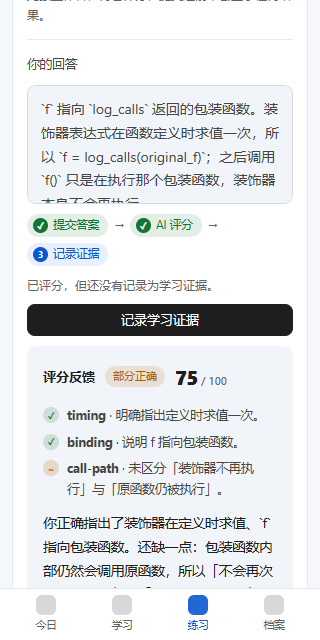 果。
你的回答
`f` 指向 `log_calls` 返回的包装函数。装
饰器表达式在函数定义时求值一次，所
以 `f = log_calls(original_f)`；之后调用
`f()` 只是在执行那个包装函数，装饰器
✓ 提交答案 → ✓ AI 评分 →
3 记录证据
已评分，但还没有记录为学习证据。
记录学习证据
评分反馈 部分正确 75 / 100
✓ timing · 明确指出定义时求值一次。
✓ binding · 说明 f 指向包装函数。
~ call-path · 未区分「装饰器不再执
行」与「原函数仍被执行」。
你正确指出了装饰器在定义时求值、`f`
指向包装函数。还缺一点：包装函数内
部仍然会调用原函数，所以「不会再次
今日 学习 练习 档案